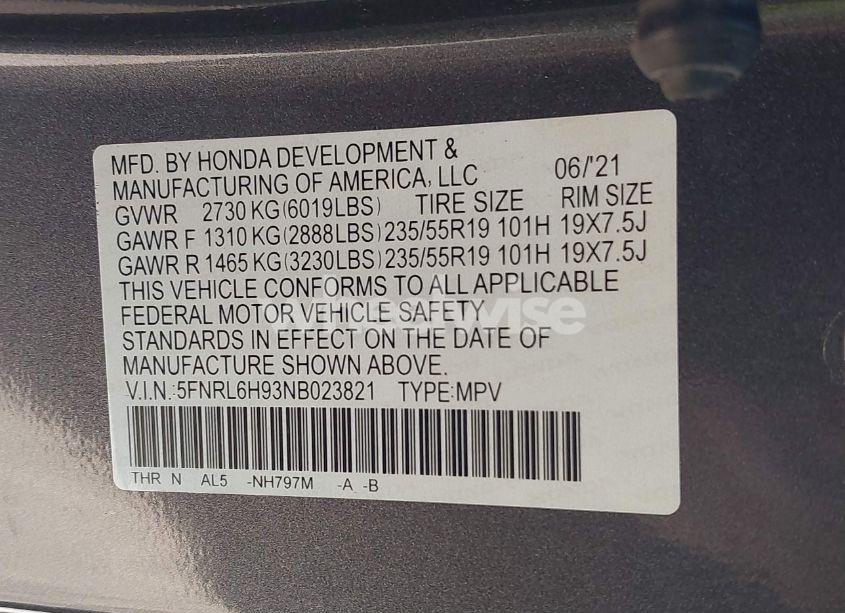 MFD. BY HONDA DEVELOPMENT &
MANUFACTURING OF AMERICA, LLC 06/'21
GVWR 2730 KG(6019LBS) TIRE SIZE RIM SIZE
GAWR F 1310 KG(2888LBS) 235/55R19 101H 19X7.5J
GAWR R 1465 KG(3230LBS) 235/55R19 101H 19X7.5J
THIS VEHICLE CONFORMS TO ALL APPLICABLE
FEDERAL MOTOR VEHICLE SAFETY
wheelwise
STANDARDS IN EFFECT ON THE DATE OF
MANUFACTURE SHOWN ABOVE.
V.I.N.:5FNRL6H93NB023821 TYPE:MPV
THR N AL5 -NH797M -A -B